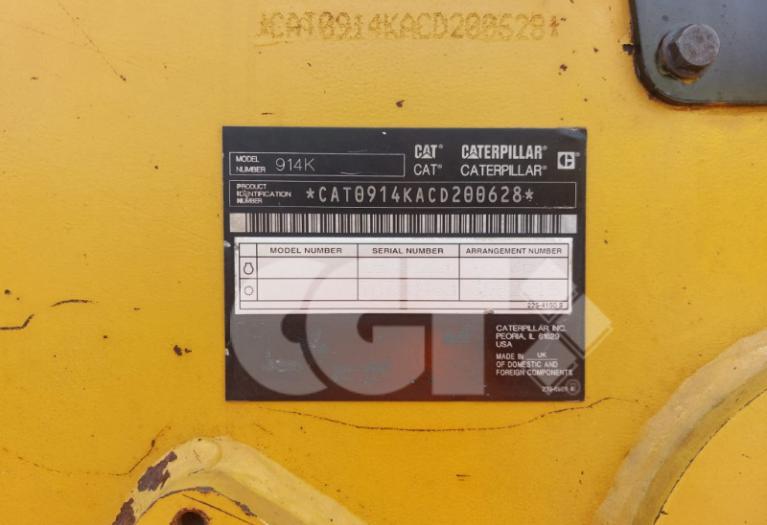 *CAT0914KACD200628*
MODEL NUMBER 914K
CAT® CATERPILLAR®
CAT® CATERPILLAR®
PRODUCT IDENTIFICATION NUMBER *CAT0914KACD200628*
MODEL NUMBER SERIAL NUMBER ARRANGEMENT NUMBER
CATERPILLAR INC.
PEORIA, IL 61629
USA
MADE IN UK
OF DOMESTIC AND
FOREIGN COMPONENTS